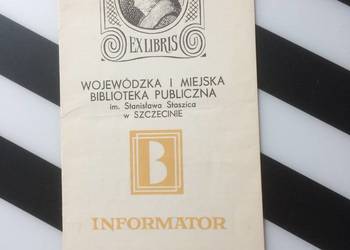 EX LIBRIS
WOJEWÓDZKA I MIEJSKA
BIBLIOTEKA PUBLICZNA
im. Stanisława Staszica
w SZCZECINIE
B
INFORMATOR